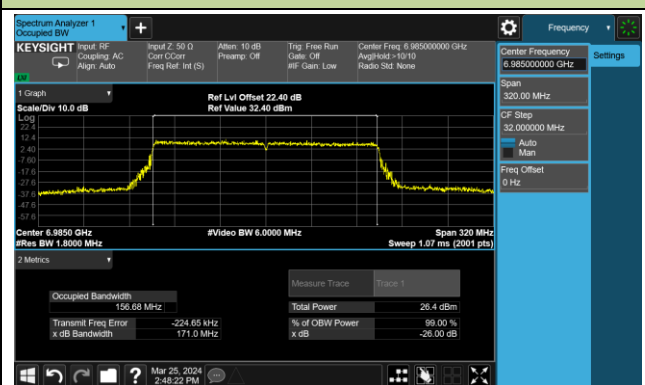 Spectrum Analyzer 1
Occupied BW
+
Frequency
KEYSIGHT
Input: RF
Coupling: AC
Align: Auto
Input Z: 50 Ω
Corr CCorr
Freq Ref: Int (S)
Atten: 10 dB
Preamp: Off
Trig: Free Run
Gate: Off
#IF Gain: Low
Center Freq: 6.985000000 GHz
Avg|Hold:>10/10
Radio Std: None
Center Frequency
6.985000000 GHz
Settings
Span
320.00 MHz
CF Step
32.000000 MHz
Auto
Man
Freq Offset
0 Hz
1 Graph
Scale/Div 10.0 dB
Ref Lvl Offset 22.40 dB
Ref Value 32.40 dBm
Log
22.4
12.4
2.40
-7.60
-17.6
-27.6
-37.6
-47.6
-57.6
Center 6.9850 GHz
#Res BW 1.8000 MHz
#Video BW 6.0000 MHz
Span 320 MHz
Sweep 1.07 ms (2001 pts)
2 Metrics
Measure Trace
Trace 1
Occupied Bandwidth
156.68 MHz
Total Power
26.4 dBm
Transmit Freq Error
-224.65 kHz
% of OBW Power
99.00 %
x dB Bandwidth
171.0 MHz
x dB
-26.00 dB
?
Mar 25, 2024
2:48:22 PM